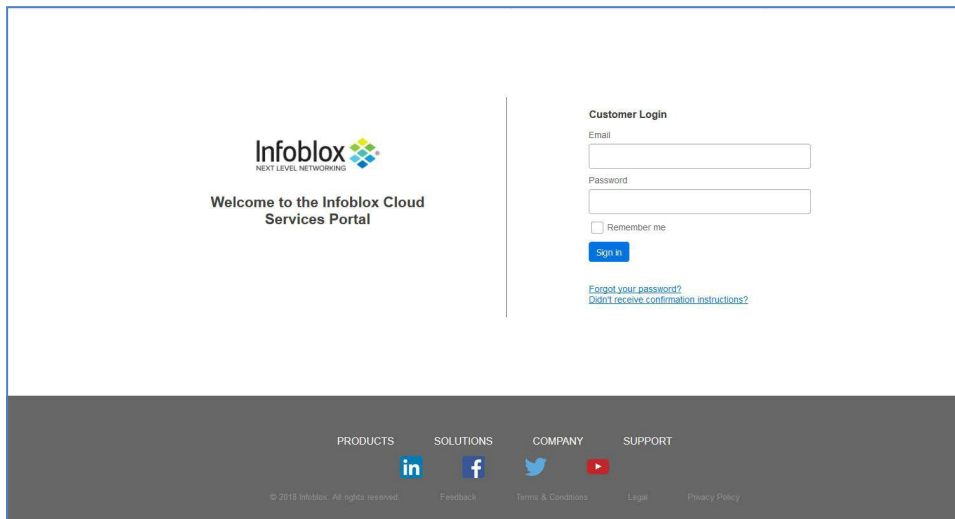 Infoblox
NEXT LEVEL NETWORKING
Welcome to the Infoblox Cloud
Services Portal
Customer Login
Email
Password
Remember me
Sign in
Forgot your password?
Didn't receive confirmation instructions?
PRODUCTS SOLUTIONS COMPANY SUPPORT
in f
© 2018 Infoblox. All rights reserved. Feedback Terms & Conditions Legal Privacy Policy